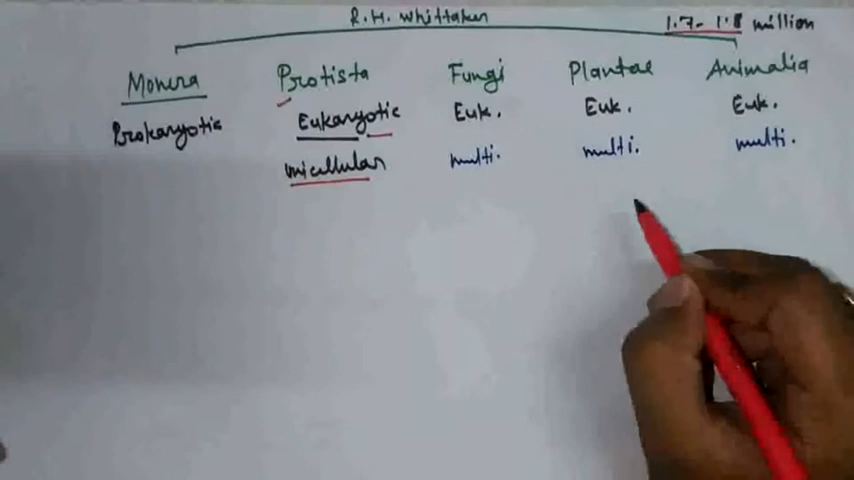 R.H. Whittaker 1.7-1.8 million
Monera Protista Fungi Plantae Animalia
Prokaryotic Eukaryotic Euk. Euk. Euk.
unicellular multi. multi. multi.